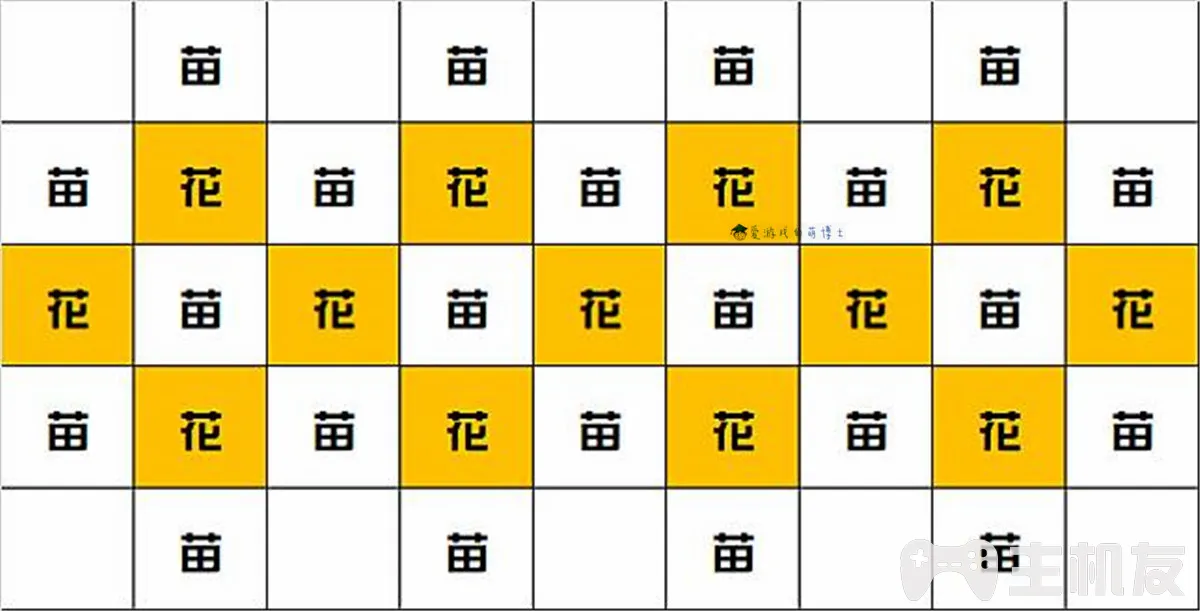 苗 苗 苗 苗
苗 花 苗 花 苗 花 苗 花 苗
爱游戏的萌博士
花 苗 花 苗 花 苗 花 苗 花
苗 花 苗 花 苗 花 苗 花 苗
苗 苗 苗 苗
主机友